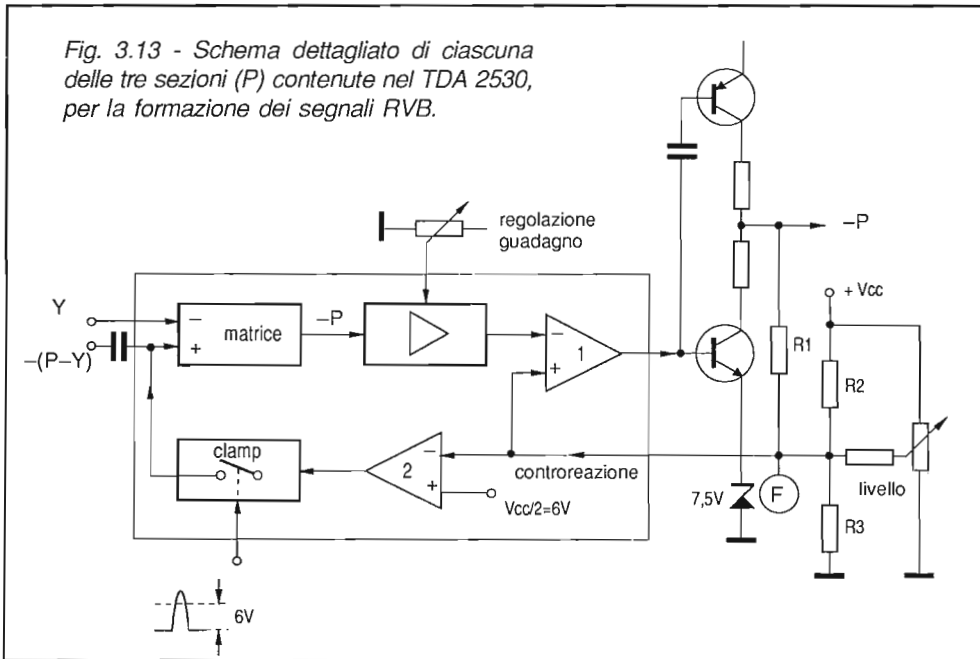 Fig. 3.13 - Schema dettagliato di ciascuna
delle tre sezioni (P) contenute nel TDA 2530,
per la formazione dei segnali RVB.
regolazione
guadagno
–P
+ Vcc
Y
–
+
matrice
–P
–
+
1
R1
–(P–Y)
R2
clamp
2
–
+
controreazione
Vcc/2=6V
7,5V
F
livello
R3
6V